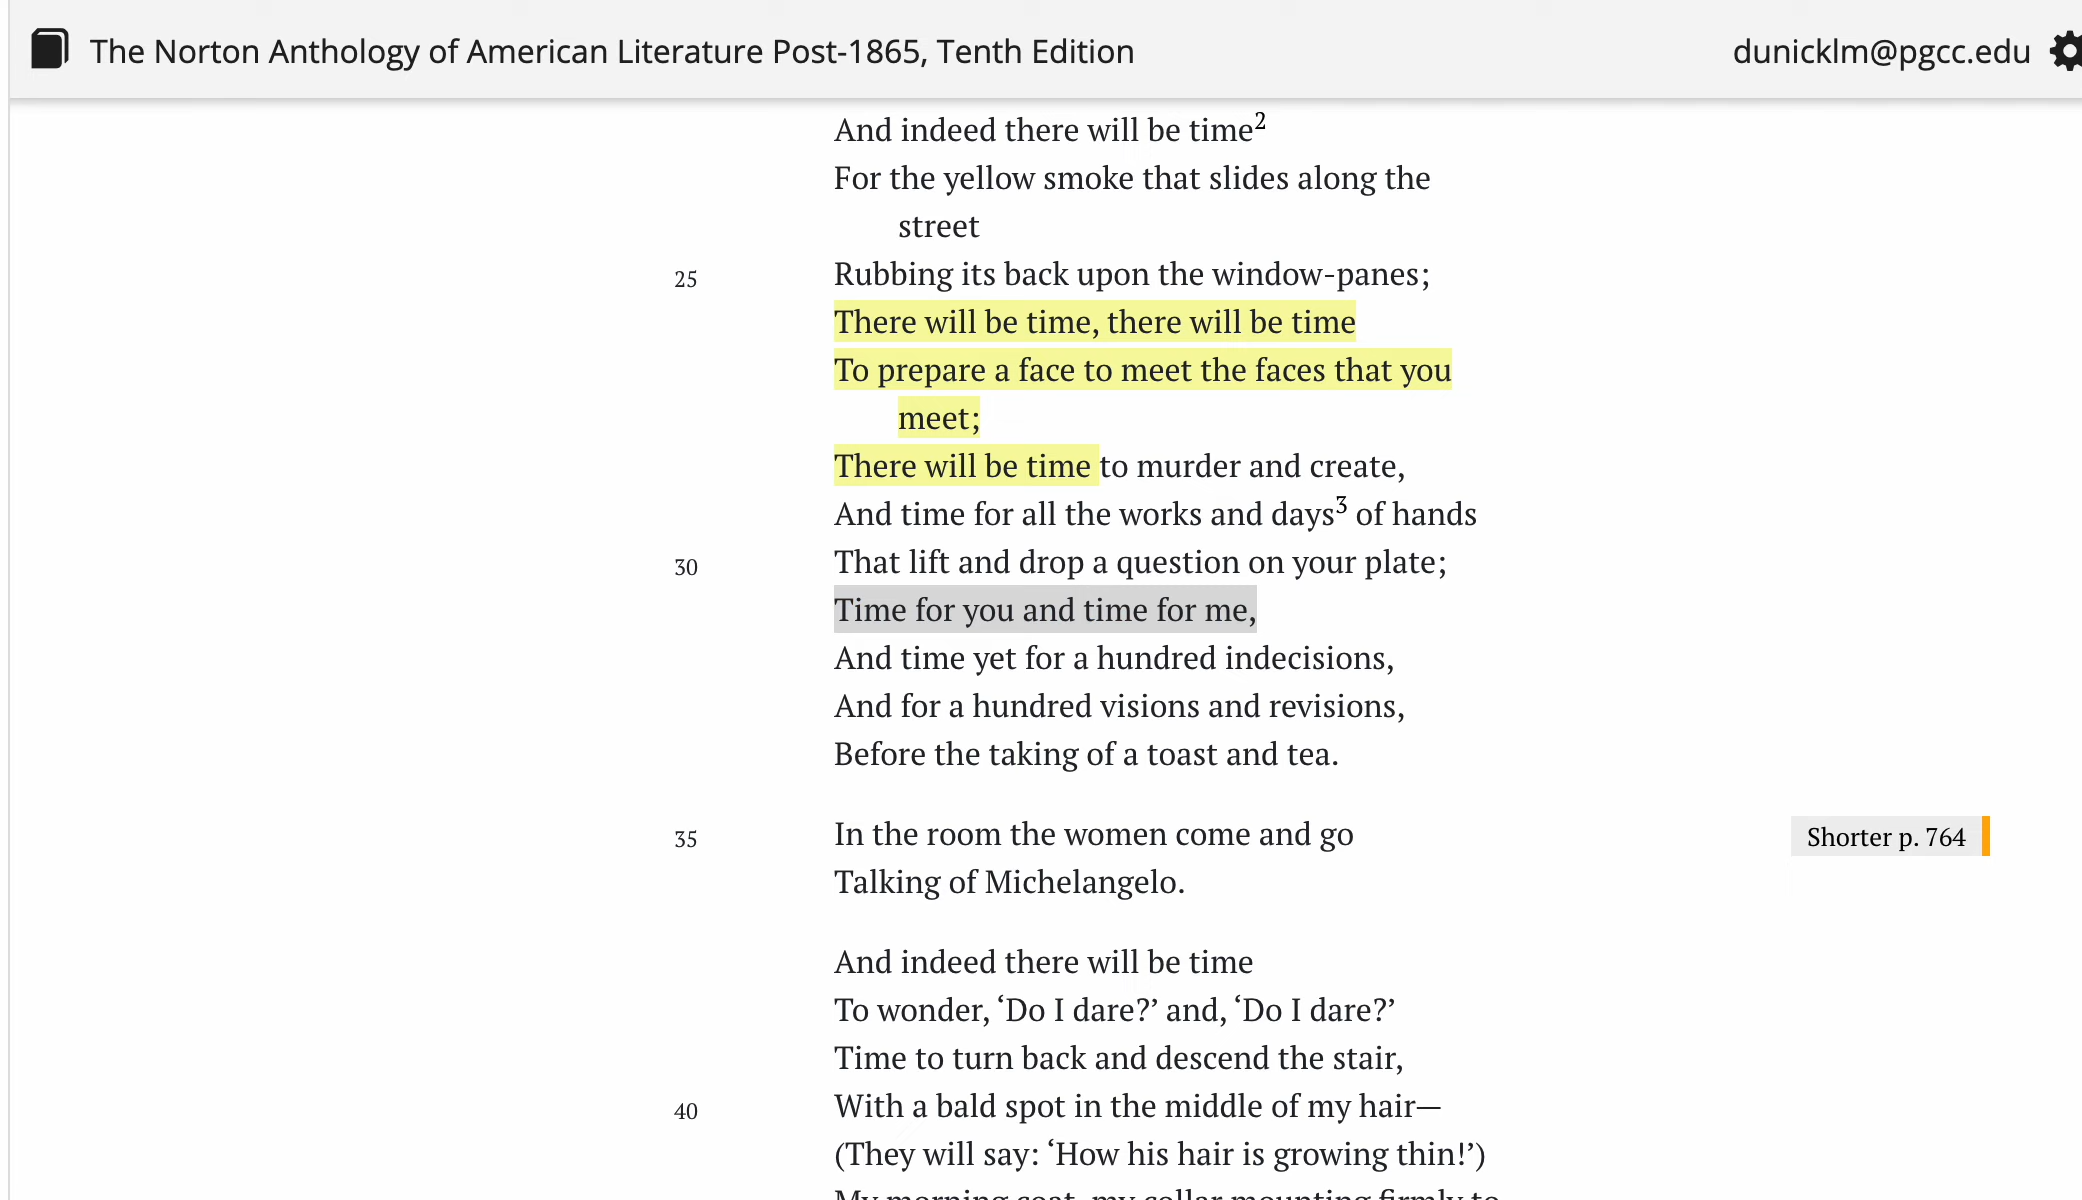 The Norton Anthology of American Literature Post-1865, Tenth Edition dunicklm@pgcc.edu
And indeed there will be time²
For the yellow smoke that slides along the
street
25 Rubbing its back upon the window-panes;
There will be time, there will be time
To prepare a face to meet the faces that you
meet;
There will be time to murder and create,
And time for all the works and days³ of hands
30 That lift and drop a question on your plate;
Time for you and time for me,
And time yet for a hundred indecisions,
And for a hundred visions and revisions,
Before the taking of a toast and tea.
35 In the room the women come and go Shorter p. 764
Talking of Michelangelo.
And indeed there will be time
To wonder, ‘Do I dare?’ and, ‘Do I dare?’
Time to turn back and descend the stair,
40 With a bald spot in the middle of my hair—
(They will say: ‘How his hair is growing thin!’)
My morning coat, my collar mounting firmly to